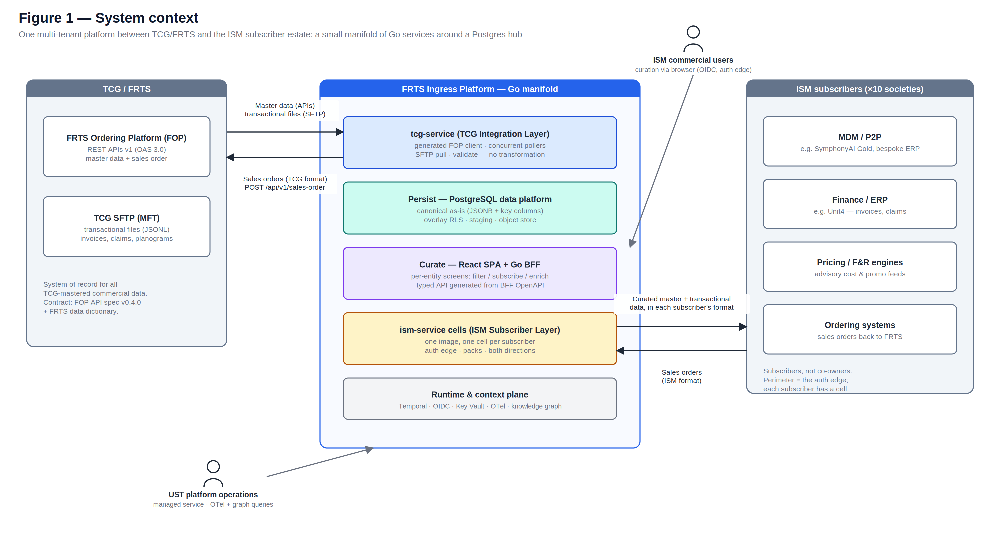 Figure 1 — System context
One multi-tenant platform between TCG/FRTS and the ISM subscriber estate: a small manifold of Go services around a Postgres hub
ISM commercial users
curation via browser (OIDC, auth edge)
TCG / FRTS
FRTS Ordering Platform (FOP)
REST APIs v1 (OAS 3.0)
master data + sales order
TCG SFTP (MFT)
transactional files (JSONL)
invoices, claims, planograms
System of record for all
TCG-mastered commercial data.
Contract: FOP API spec v0.4.0
+ FRTS data dictionary.
Master data (APIs)
transactional files (SFTP)
Sales orders (TCG format)
POST /api/v1/sales-order
FRTS Ingress Platform — Go manifold
tcg-service (TCG Integration Layer)
generated FOP client · concurrent pollers
SFTP pull · validate — no transformation
Persist — PostgreSQL data platform
canonical as-is (JSONB + key columns)
overlay RLS · staging · object store
Curate — React SPA + Go BFF
per-entity screens: filter / subscribe / enrich
typed API generated from BFF OpenAPI
ism-service cells (ISM Subscriber Layer)
one image, one cell per subscriber
auth edge · packs · both directions
Runtime & context plane
Temporal · OIDC · Key Vault · OTel · knowledge graph
Curated master + transactional
data, in each subscriber's format
Sales orders
(ISM format)
ISM subscribers (×10 societies)
MDM / P2P
e.g. SymphonyAI Gold, bespoke ERP
Finance / ERP
e.g. Unit4 — invoices, claims
Pricing / F&R engines
advisory cost & promo feeds
Ordering systems
sales orders back to FRTS
Subscribers, not co-owners.
Perimeter = the auth edge;
each subscriber has a cell.
UST platform operations
managed service · OTel + graph queries